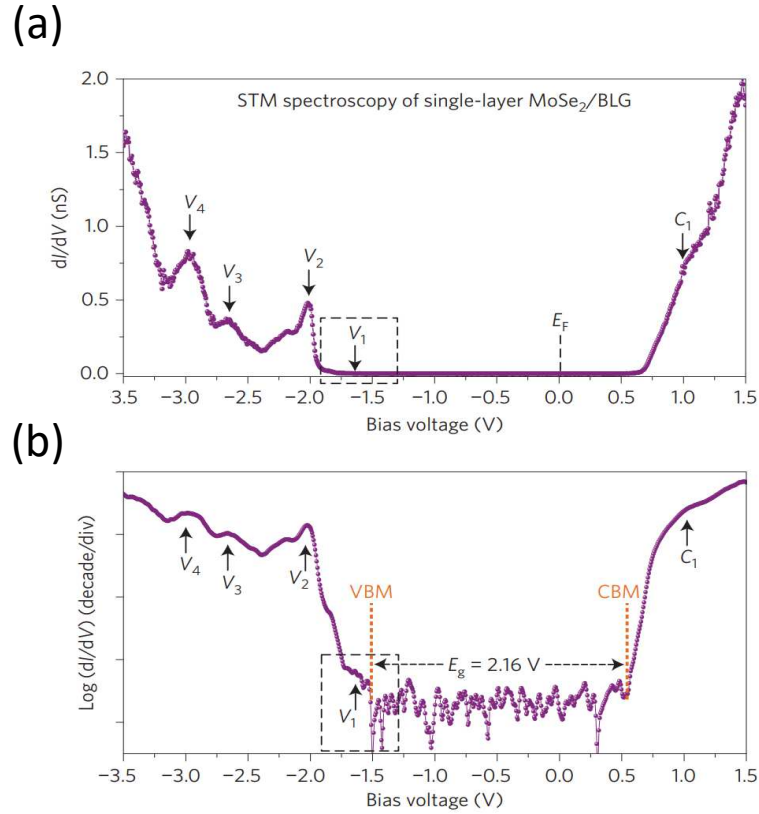 (a)
STM spectroscopy of single-layer MoSe₂/BLG
dI/dV (nS)
2.0
1.5
1.0
0.5
0.0
V₄
V₃
V₂
V₁
E_F
C₁
3.5 −3.0 −2.5 −2.0 −1.5 −1.0 −0.5 0.0 0.5 1.0 1.5
Bias voltage (V)
(b)
Log (dI/dV) (decade/div)
V₄
V₃
V₂
V₁
VBM
CBM
E_g = 2.16 V
C₁
−3.5 −3.0 −2.5 −2.0 −1.5 −1.0 −0.5 0.0 0.5 1.0 1.5
Bias voltage (V)